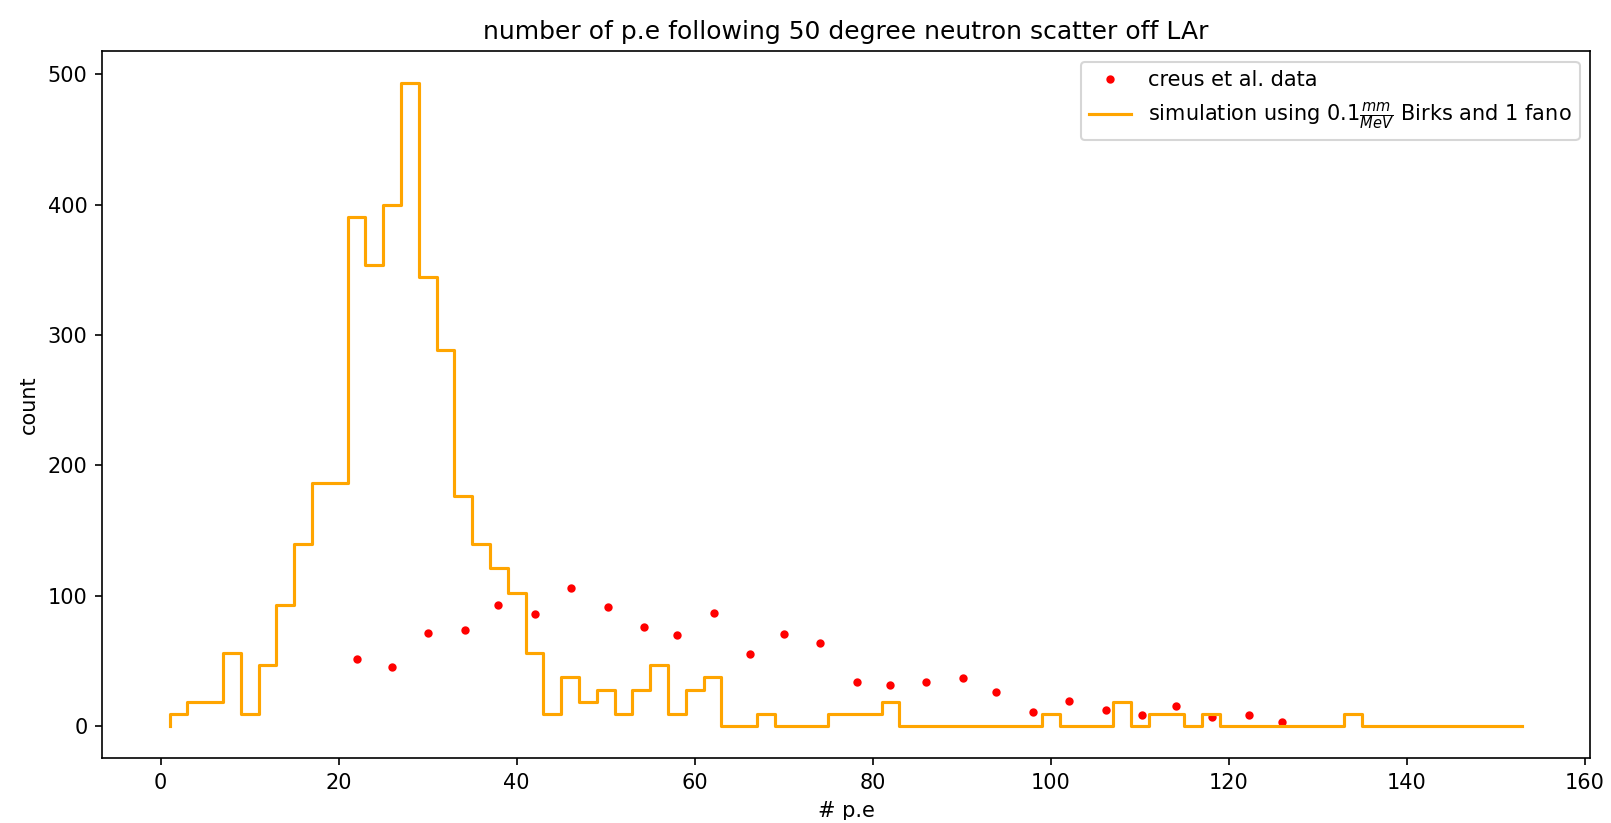 number of p.e following 50 degree neutron scatter off LAr
creus et al. data
simulation using 0.1 mm/MeV Birks and 1 fano
count
500
400
300
200
100
0
0 20 40 60 80 100 120 140 160
# p.e